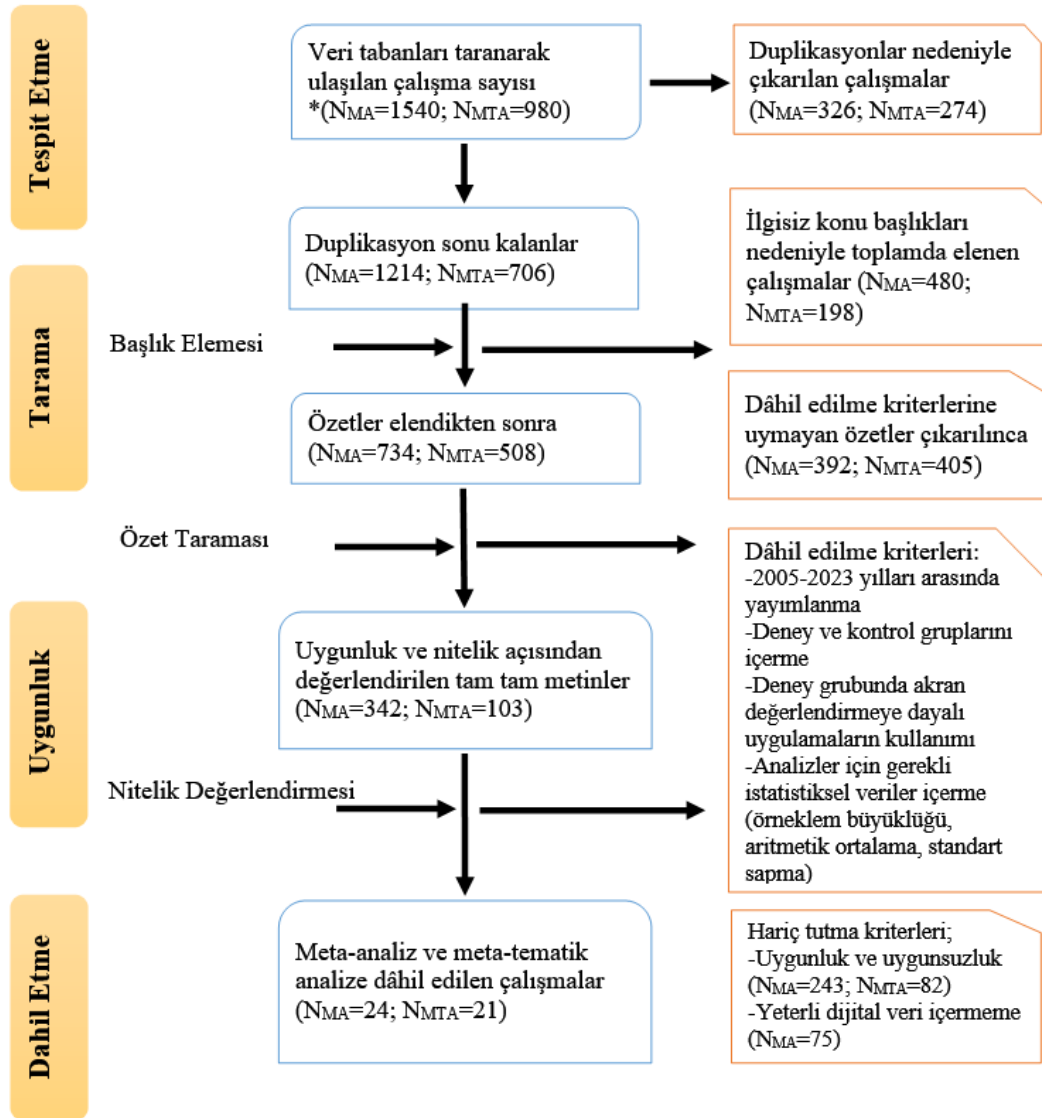 Tespit Etme
Veri tabanları taranarak
ulaşılan çalışma sayısı
*(NMA=1540; NMTA=980)
Duplikasyonlar nedeniyle
çıkarılan çalışmalar
(NMA=326; NMTA=274)
Duplikasyon sonu kalanlar
(NMA=1214; NMTA=706)
İlgisiz konu başlıkları
nedeniyle toplamda elenen
çalışmalar (NMA=480;
NMTA=198)
Tarama
Başlık Elemesi
Özetler elendikten sonra
(NMA=734; NMTA=508)
Dâhil edilme kriterlerine
uymayan özetler çıkarılınca
(NMA=392; NMTA=405)
Özet Taraması
Uygunluk
Uygunluk ve nitelik açısından
değerlendirilen tam tam metinler
(NMA=342; NMTA=103)
Dâhil edilme kriterleri:
-2005-2023 yılları arasında
yayımlanma
-Deney ve kontrol gruplarını
içerme
-Deney grubunda akran
değerlendirmeye dayalı
uygulamaların kullanımı
-Analizler için gerekli
istatistiksel veriler içerme
(örneklem büyüklüğü,
aritmetik ortalama, standart
sapma)
Nitelik Değerlendirmesi
Dahil Etme
Meta-analiz ve meta-tematik
analize dâhil edilen çalışmalar
(NMA=24; NMTA=21)
Hariç tutma kriterleri;
-Uygunluk ve uygunsuzluk
(NMA=243; NMTA=82)
-Yeterli dijital veri içermeme
(NMA=75)